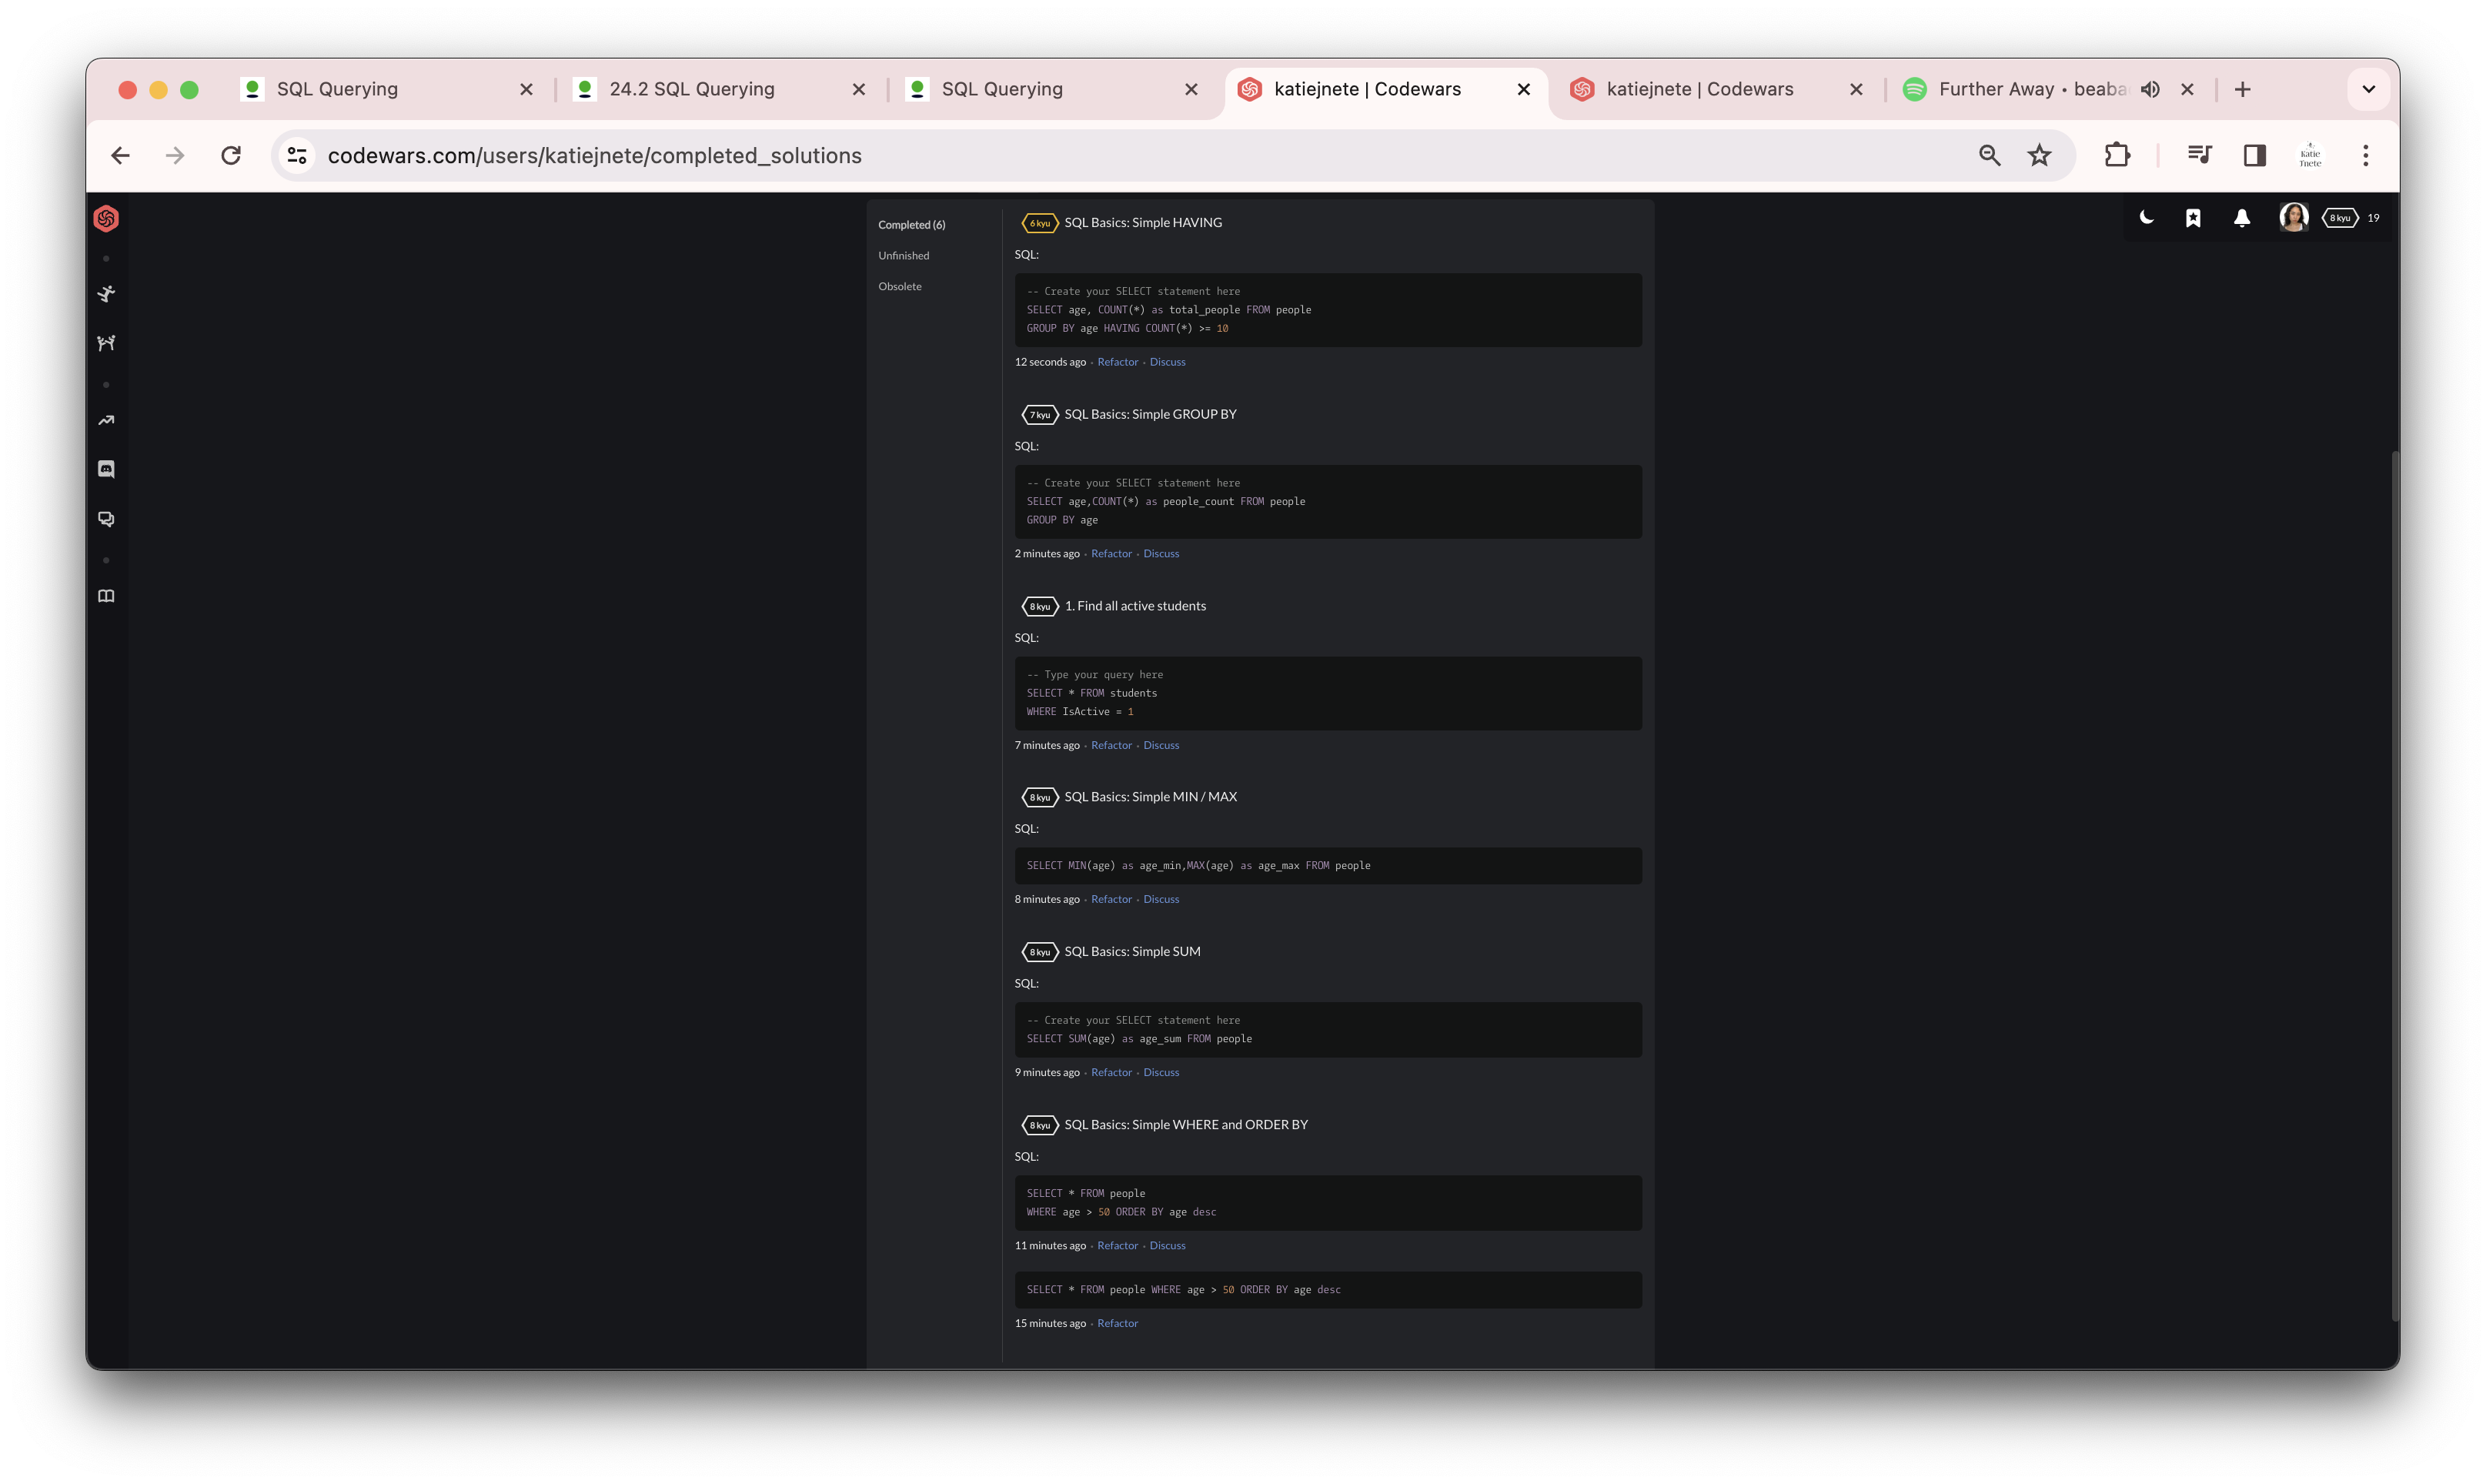 SQL Querying
24.2 SQL Querying
SQL Querying
katiejnete | Codewars
katiejnete | Codewars
Further Away • beaba
codewars.com/users/katiejnete/completed_solutions
Katie
Tnete
8 kyu 19
Completed (6)
Unfinished
Obsolete
6 kyu SQL Basics: Simple HAVING
SQL:
-- Create your SELECT statement here
SELECT age, COUNT(*) as total_people FROM people
GROUP BY age HAVING COUNT(*) >= 10
12 seconds ago • Refactor • Discuss
7 kyu SQL Basics: Simple GROUP BY
SQL:
-- Create your SELECT statement here
SELECT age,COUNT(*) as people_count FROM people
GROUP BY age
2 minutes ago • Refactor • Discuss
8 kyu 1. Find all active students
SQL:
-- Type your query here
SELECT * FROM students
WHERE IsActive = 1
7 minutes ago • Refactor • Discuss
8 kyu SQL Basics: Simple MIN / MAX
SQL:
SELECT MIN(age) as age_min,MAX(age) as age_max FROM people
8 minutes ago • Refactor • Discuss
8 kyu SQL Basics: Simple SUM
SQL:
-- Create your SELECT statement here
SELECT SUM(age) as age_sum FROM people
9 minutes ago • Refactor • Discuss
8 kyu SQL Basics: Simple WHERE and ORDER BY
SQL:
SELECT * FROM people
WHERE age > 50 ORDER BY age desc
11 minutes ago • Refactor • Discuss
SELECT * FROM people WHERE age > 50 ORDER BY age desc
15 minutes ago • Refactor